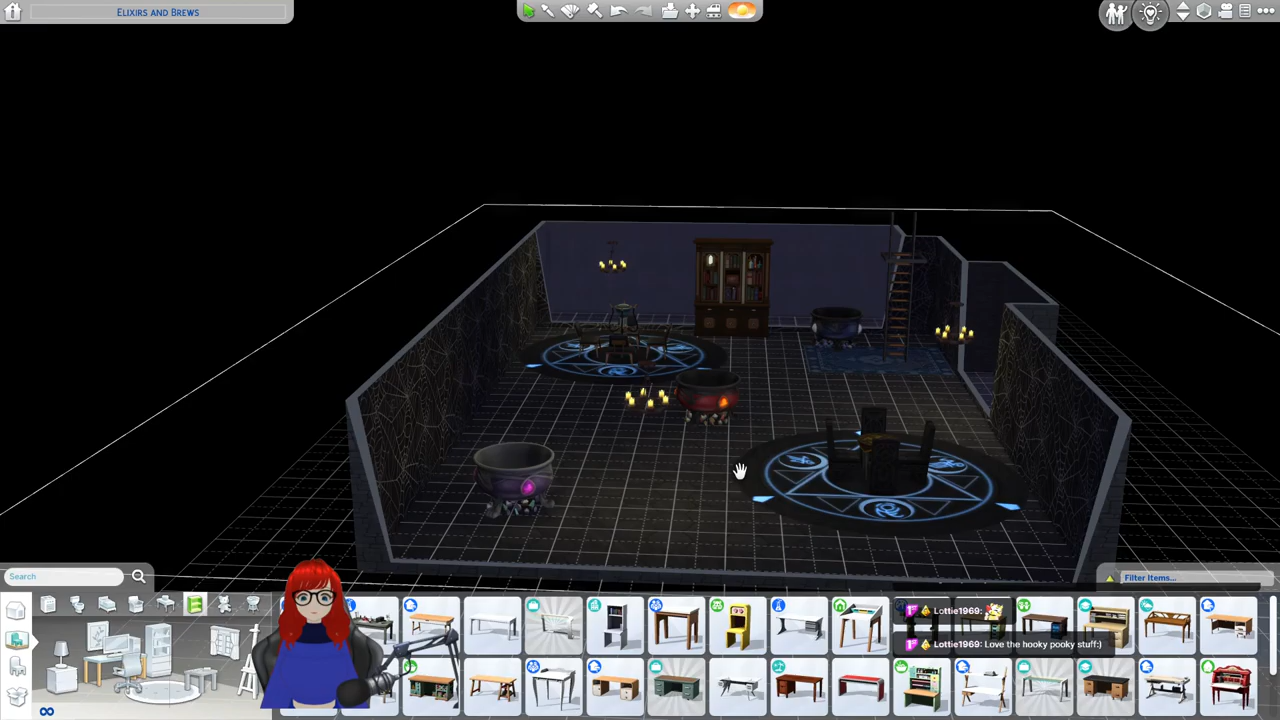 ELIXIRS AND BREWS
Search
Filter Items...
Lottie1969:
Lottie1969: Love the hooky pooky stuff:)